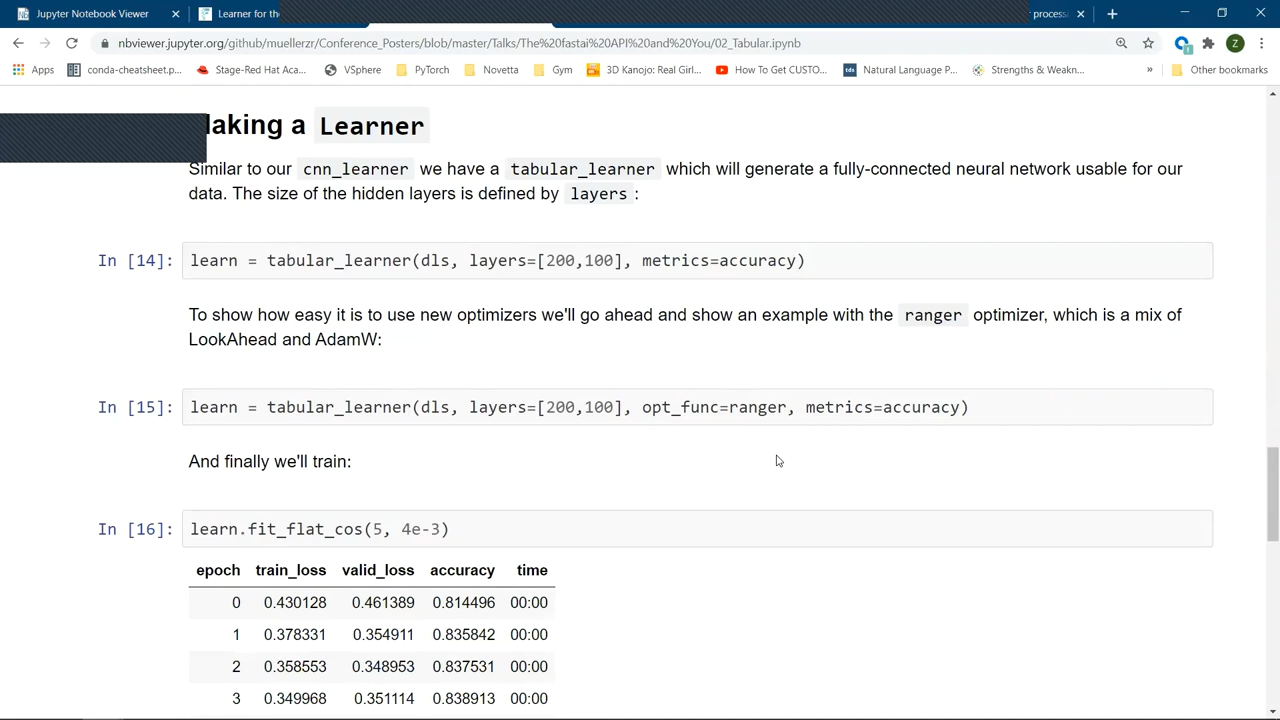 Jupyter Notebook Viewer
Learner for the
process
nbviewer.jupyter.org/github/muellerzr/Conference_Posters/blob/master/Talks/The%20fastai%20API%20and%20You/02_Tabular.ipynb
Z
Apps
conda-cheatsheet.p...
Stage-Red Hat Aca...
VSphere
PyTorch
Novetta
Gym
3D Kanojo: Real Girl...
How To Get CUSTO...
Natural Language P...
Strengths & Weakn...
Other bookmarks
aking a Learner
Similar to our cnn_learner we have a tabular_learner which will generate a fully-connected neural network usable for our
data. The size of the hidden layers is defined by layers :
In [14]: learn = tabular_learner(dls, layers=[200,100], metrics=accuracy)
To show how easy it is to use new optimizers we'll go ahead and show an example with the ranger optimizer, which is a mix of
LookAhead and AdamW:
In [15]: learn = tabular_learner(dls, layers=[200,100], opt_func=ranger, metrics=accuracy)
And finally we'll train:
In [16]: learn.fit_flat_cos(5, 4e-3)
epoch train_loss valid_loss accuracy time
0 0.430128 0.461389 0.814496 00:00
1 0.378331 0.354911 0.835842 00:00
2 0.358553 0.348953 0.837531 00:00
3 0.349968 0.351114 0.838913 00:00